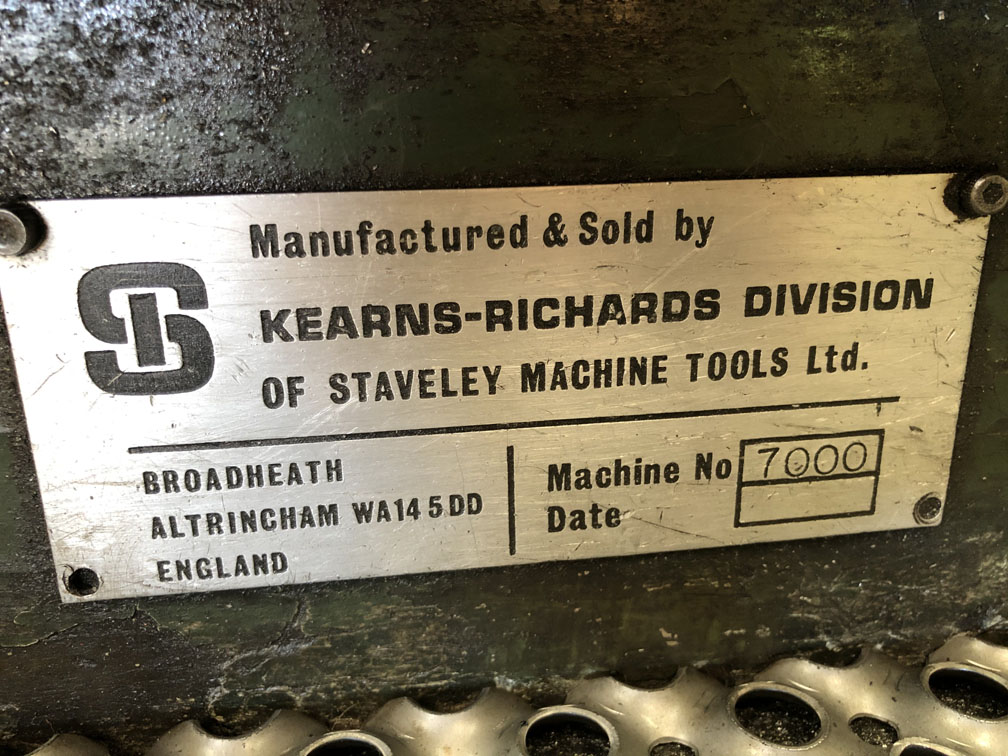 Manufactured & Sold by
KEARNS-RICHARDS DIVISION
OF STAVELEY MACHINE TOOLS Ltd.
BROADHEATH
ALTRINCHAM WA14 5DD
ENGLAND
Machine No 7000
Date